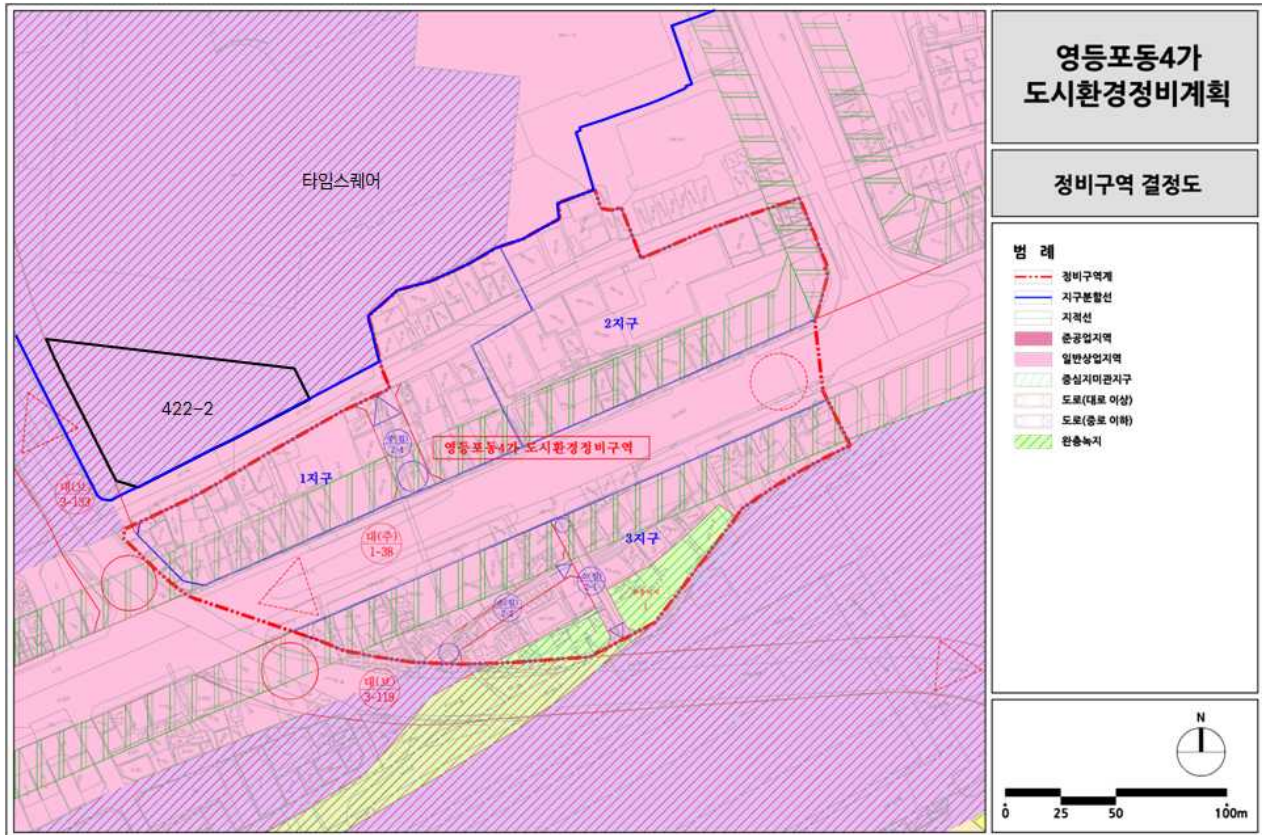 영등포동4가
도시환경정비계획
정비구역 결정도
범 례
정비구역계
지구분할선
지적선
준공업지역
일반상업지역
중심지미관지구
도로(대로 이상)
도로(중로 이하)
완충녹지
N
0 25 50 100m
타임스퀘어
2지구
422-2
영등포동4가 도시환경정비구역
1지구
대(보)
3-133
대(주)
1-38
3지구
대(보)
3-119